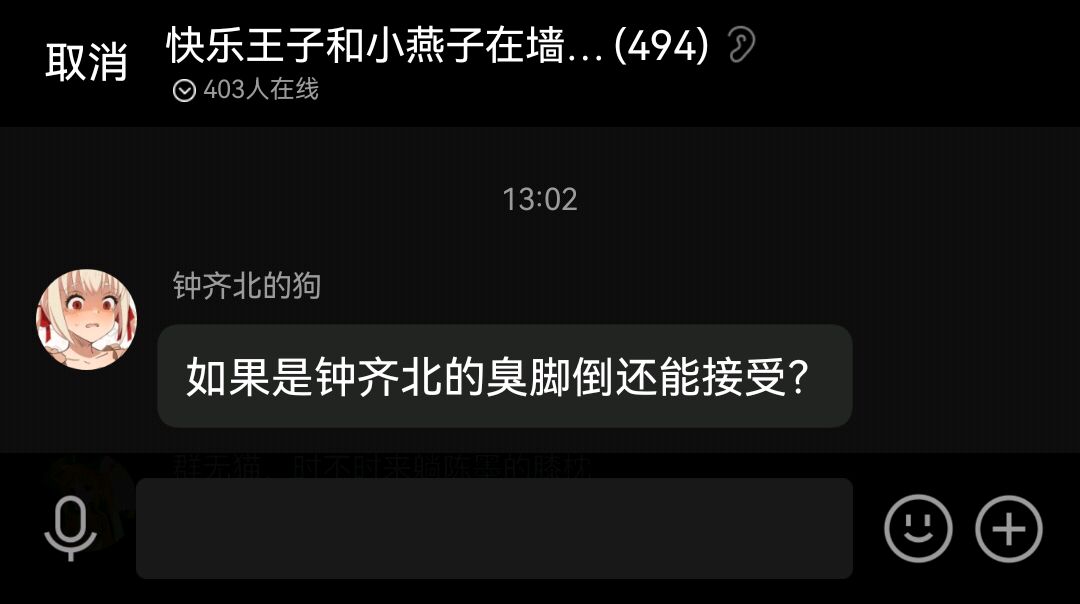 取消
快乐王子和小燕子在墙…(494)
403人在线
13:02
钟齐北的狗
如果是钟齐北的臭脚倒还能接受?
群无猫，时不时来躺陈墨的膝枕